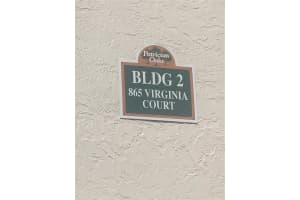 Patrician
Oaks
BLDG 2
865 VIRGINIA
COURT